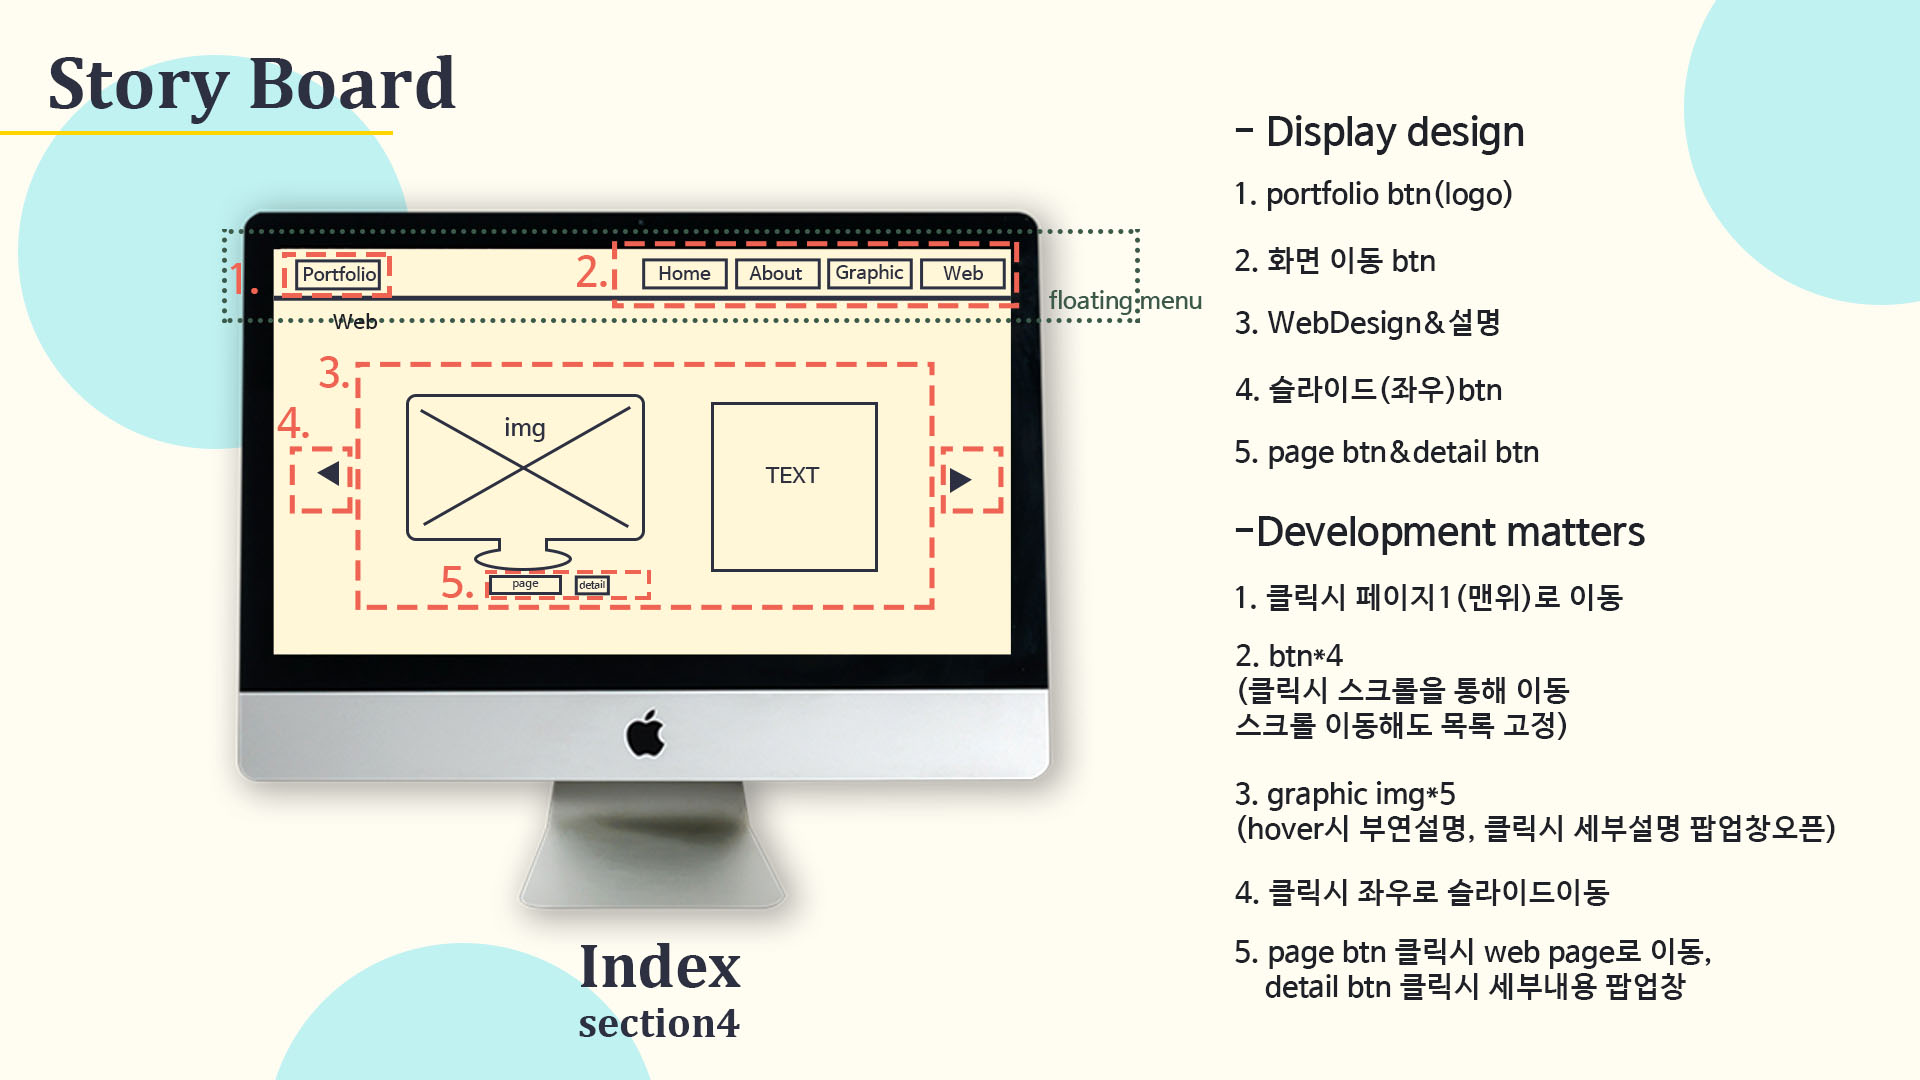 Story Board
1.
Portfolio
2.
Home
About
Graphic
Web
floating menu
Web
3.
4.
img
TEXT
5.
page
detail
Index
section4
- Display design
1. portfolio btn(logo)
2. 화면 이동 btn
3. WebDesign&설명
4. 슬라이드(좌우)btn
5. page btn&detail btn
-Development matters
1. 클릭시 페이지1(맨위)로 이동
2. btn*4
(클릭시 스크롤을 통해 이동
스크롤 이동해도 목록 고정)
3. graphic img*5
(hover시 부연설명, 클릭시 세부설명 팝업창오픈)
4. 클릭시 좌우로 슬라이드이동
5. page btn 클릭시 web page로 이동,
detail btn 클릭시 세부내용 팝업창